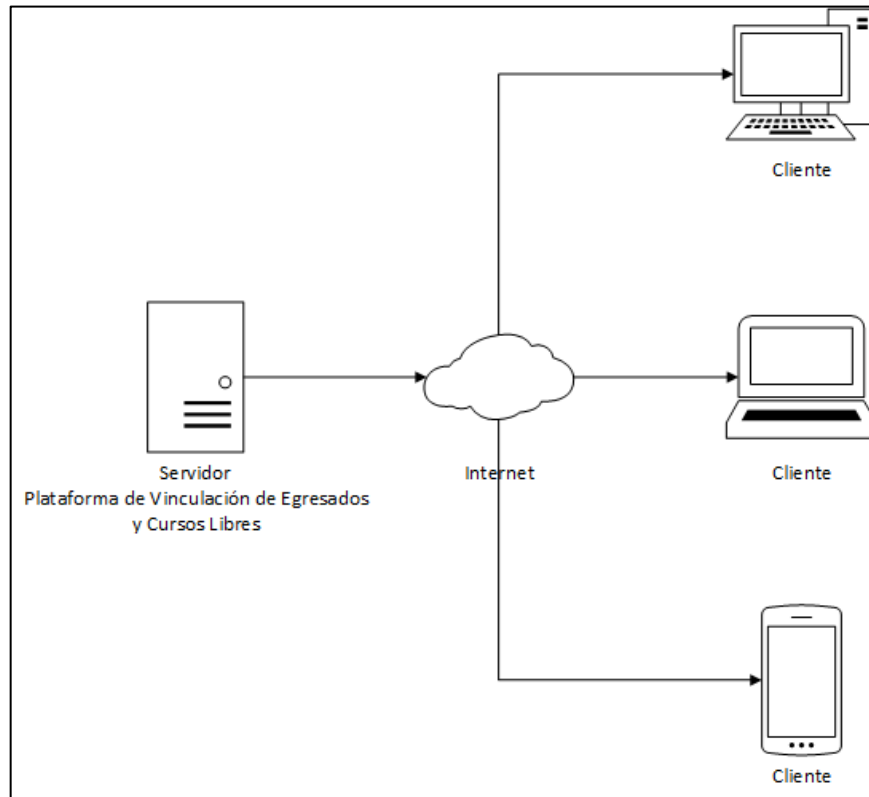 Cliente
Servidor
Plataforma de Vinculación de Egresados
y Cursos Libres
Internet
Cliente
Cliente